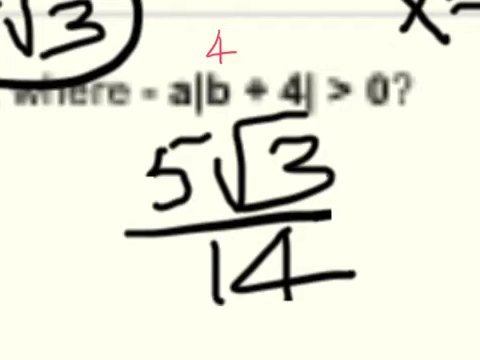 √3 x-
4
where - a|b + 4| > 0?
5√3
14